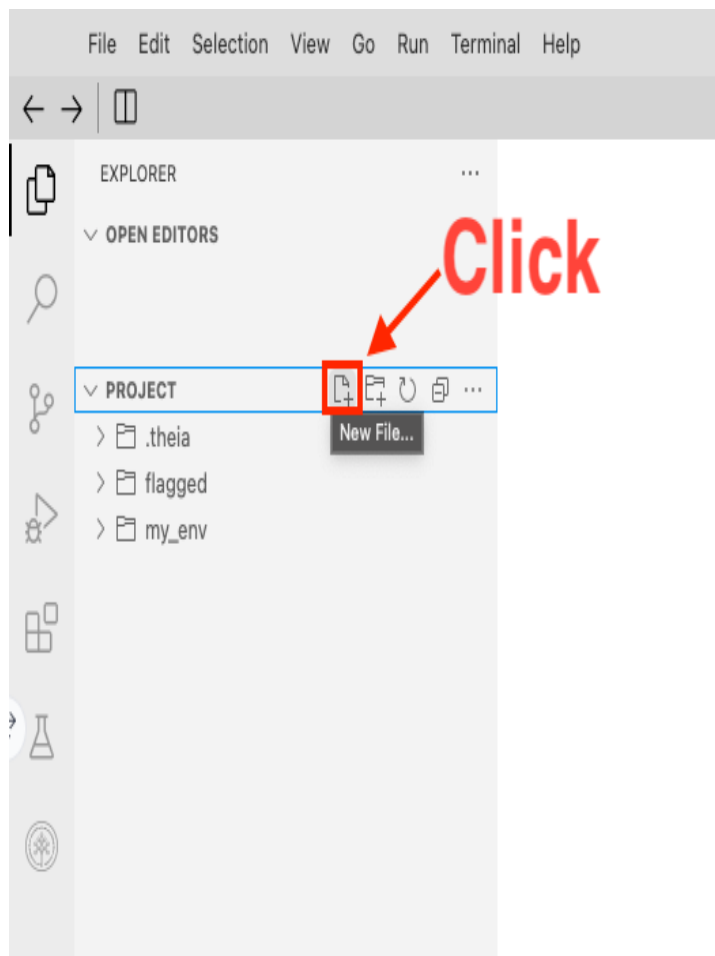 File Edit Selection View Go Run Terminal Help
EXPLORER ...
OPEN EDITORS
Click
PROJECT ...
New File...
.theia
flagged
my_env